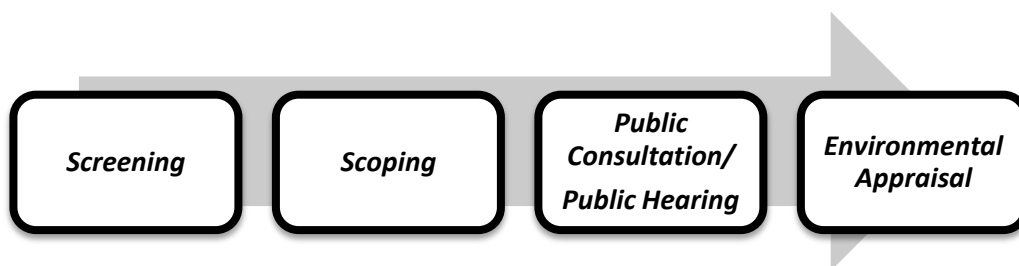 Screening
Scoping
Public
Consultation/
Public Hearing
Environmental
Appraisal